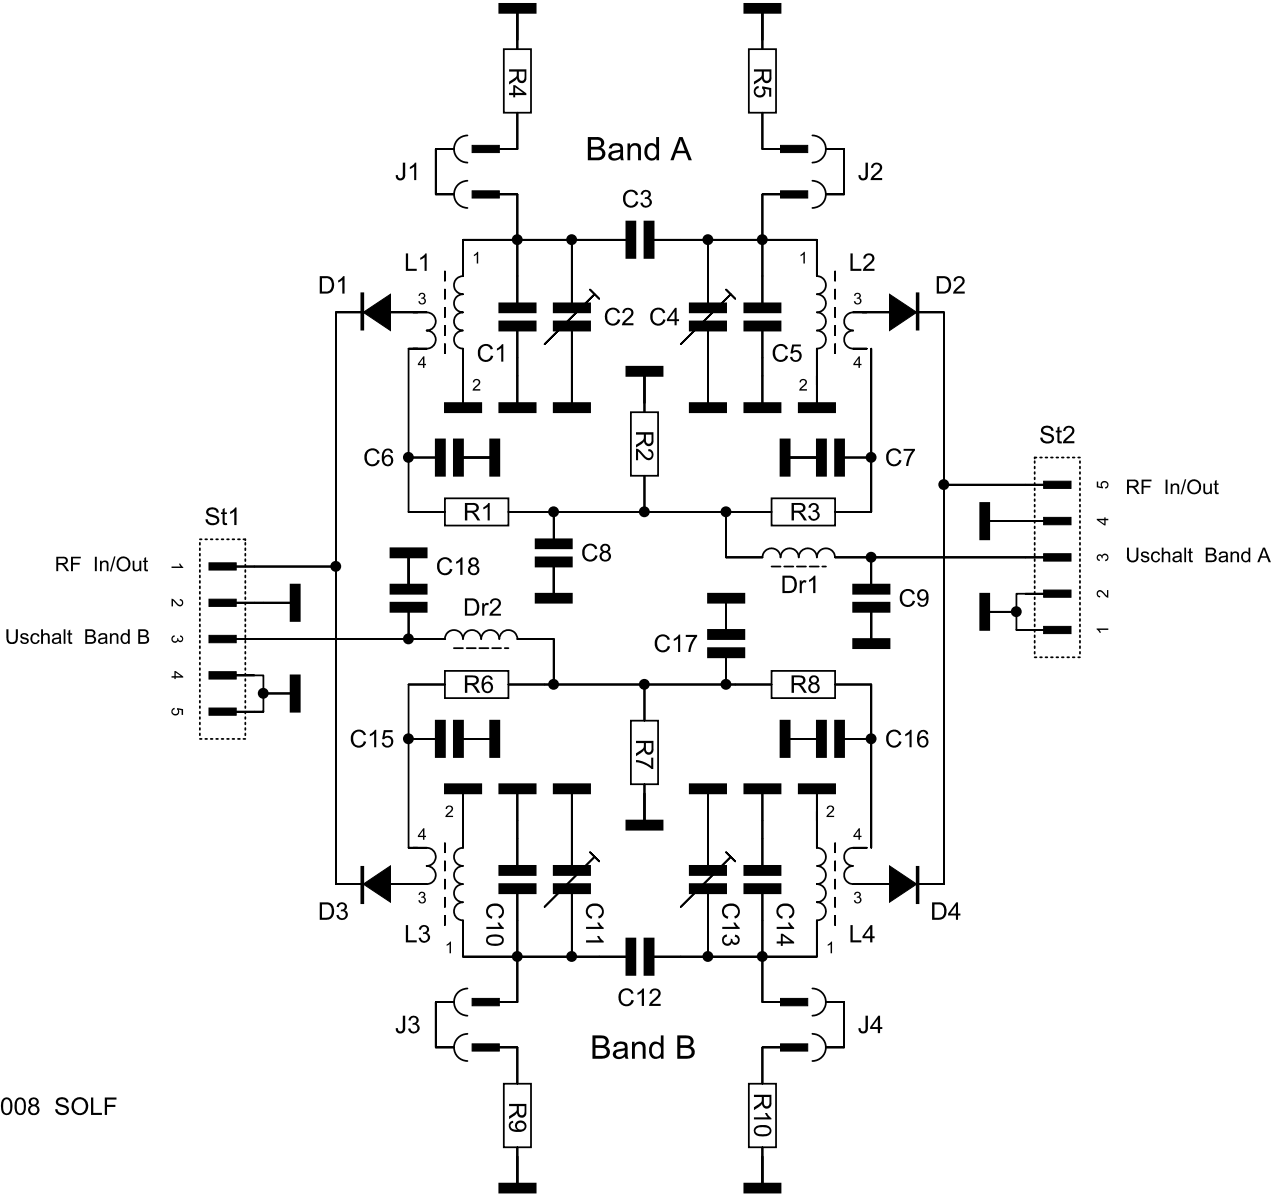 R4
R5
Band A
J1
J2
C3
L1
1
1
L2
D1
3
3
D2
C2
C4
C1
C5
4
4
2
2
R2
C6
C7
St2
R1
R3
5
RF In/Out
St1
4
C8
RF In/Out
1
C18
3
Uschalt Band A
Dr1
2
Dr2
C9
2
Uschalt Band B
3
C17
1
4
R6
R8
5
C15
R7
C16
2
2
4
4
3
3
D3
C10
C11
C13
C14
D4
L3
1
1
L4
C12
J3
J4
Band B
R9
R10
008 SOLF